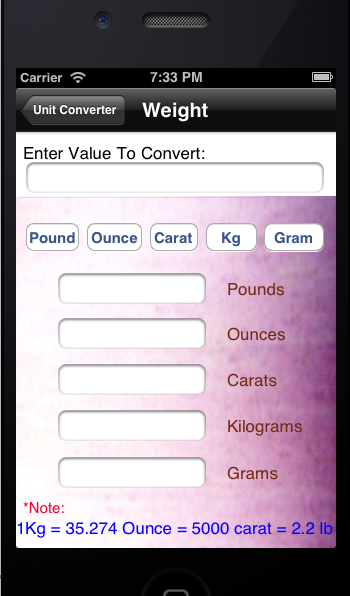 Carrier 7:33 PM
Unit Converter Weight
Enter Value To Convert:
Pound Ounce Carat Kg Gram
Pounds
Ounces
Carats
Kilograms
Grams
*Note:
1Kg = 35.274 Ounce = 5000 carat = 2.2 lb